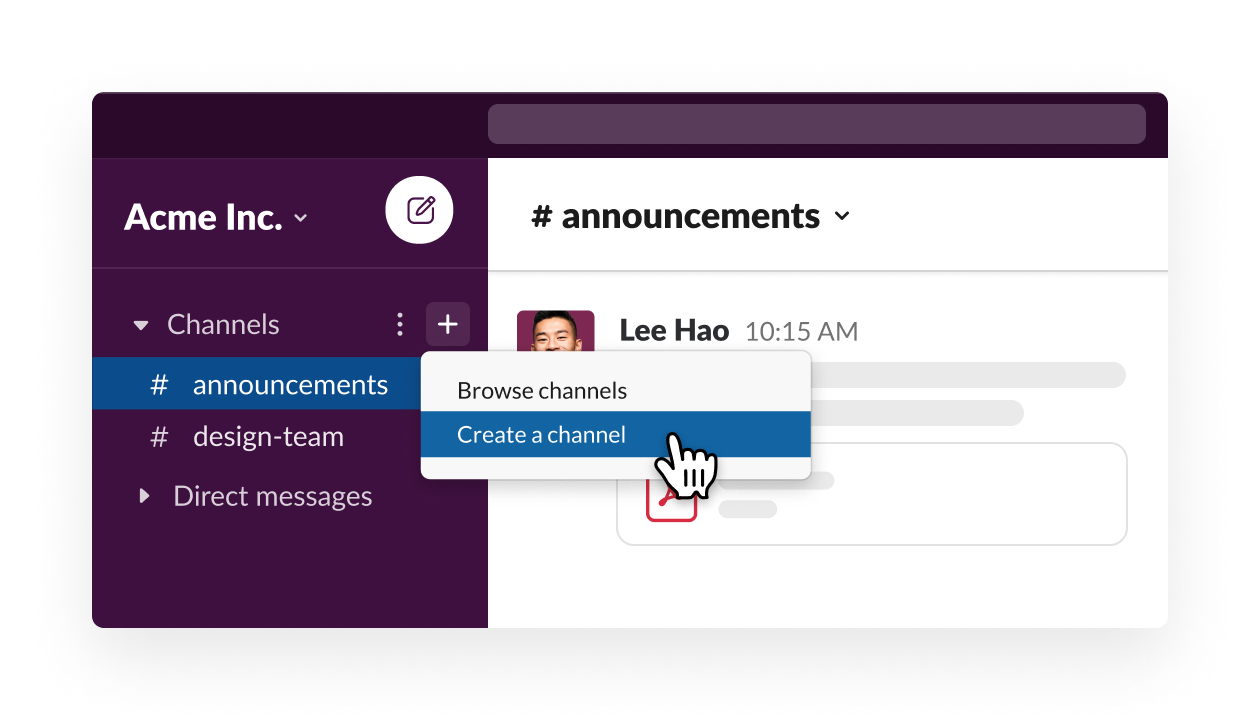 Acme Inc.
# announcements
Channels
# announcements
# design-team
Direct messages
Lee Hao 10:15 AM
Browse channels
Create a channel